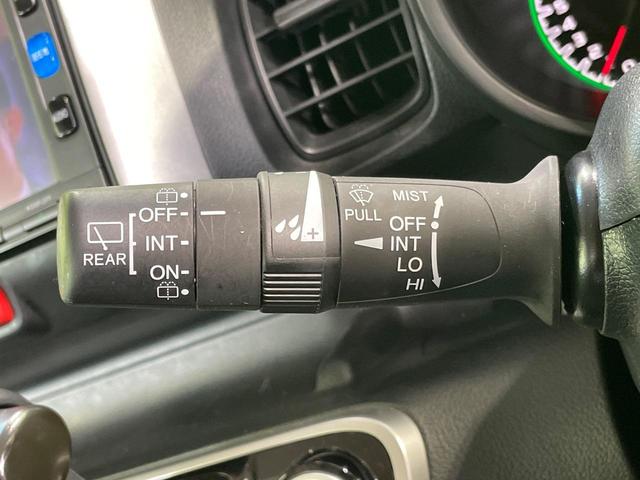 REAR
OFF
INT
ON
PULL
MIST
OFF
INT
LO
HI